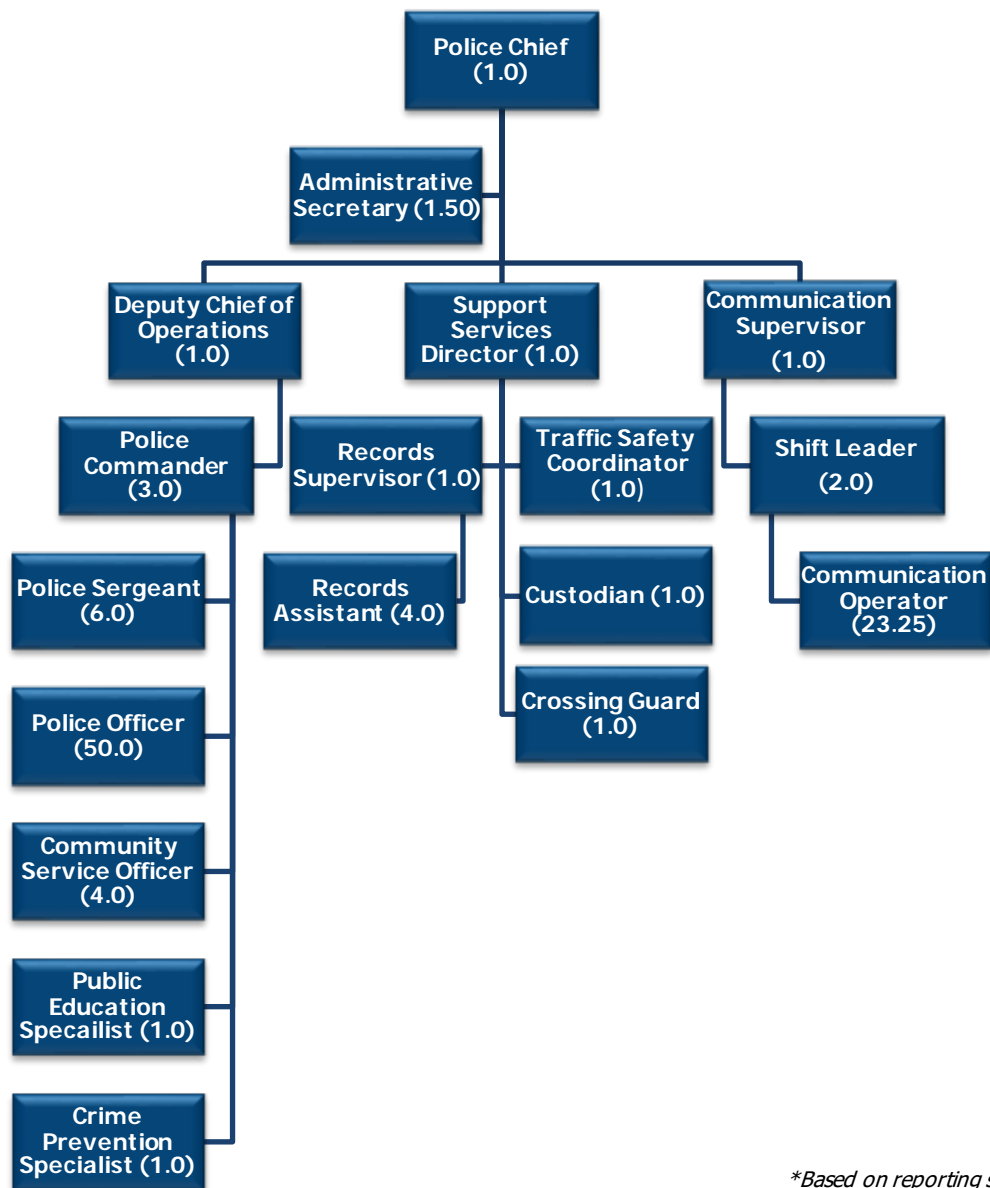 Police Chief
(1.0)
Administrative
Secretary (1.50)
Deputy Chief of
Operations
(1.0)
Support
Services
Director (1.0)
Communication
Supervisor
(1.0)
Police
Commander
(3.0)
Records
Supervisor (1.0)
Traffic Safety
Coordinator
(1.0)
Shift Leader
(2.0)
Police Sergeant
(6.0)
Records
Assistant (4.0)
Custodian (1.0)
Communication
Operator
(23.25)
Police Officer
(50.0)
Crossing Guard
(1.0)
Community
Service Officer
(4.0)
Public
Education
Specailist (1.0)
Crime
Prevention
Specialist (1.0)
*Based on reporting